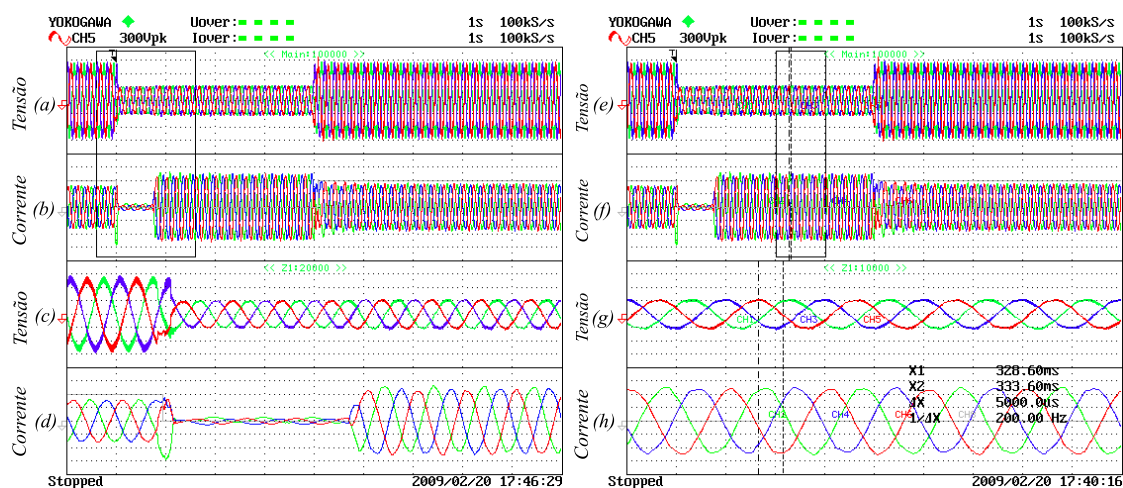 YOKOGAWA ◆ Uover: 1s 100kS/s
CH5 300Vpk Iover: 1s 100kS/s
<< Main:100000 >>
Tensão (a)
Corrente (b)
<< Z1:20000 >>
Tensão (c)
Corrente (d)
Stopped 2009/02/20 17:46:29
YOKOGAWA ◆ Uover: 1s 100kS/s
CH5 300Vpk Iover: 1s 100kS/s
<< Main:100000 >>
Tensão (e)
Corrente (f)
<< Z1:10000 >>
Tensão (g)
CH1 CH3 CH5
X1 328.60ms
X2 333.60ms
ΔX 5000.0us
1/ΔX 200.00 Hz
Corrente (h)
CH4
Stopped 2009/02/20 17:40:16